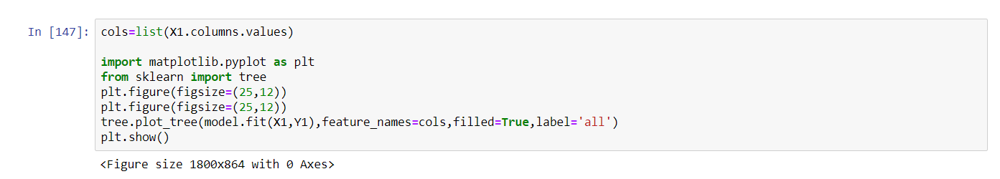 In [147]: cols=list(X1.columns.values)
import matplotlib.pyplot as plt
from sklearn import tree
plt.figure(figsize=(25,12))
plt.figure(figsize=(25,12))
tree.plot_tree(model.fit(X1,Y1),feature_names=cols,filled=True,label='all')
plt.show()
<Figure size 1800x864 with 0 Axes>